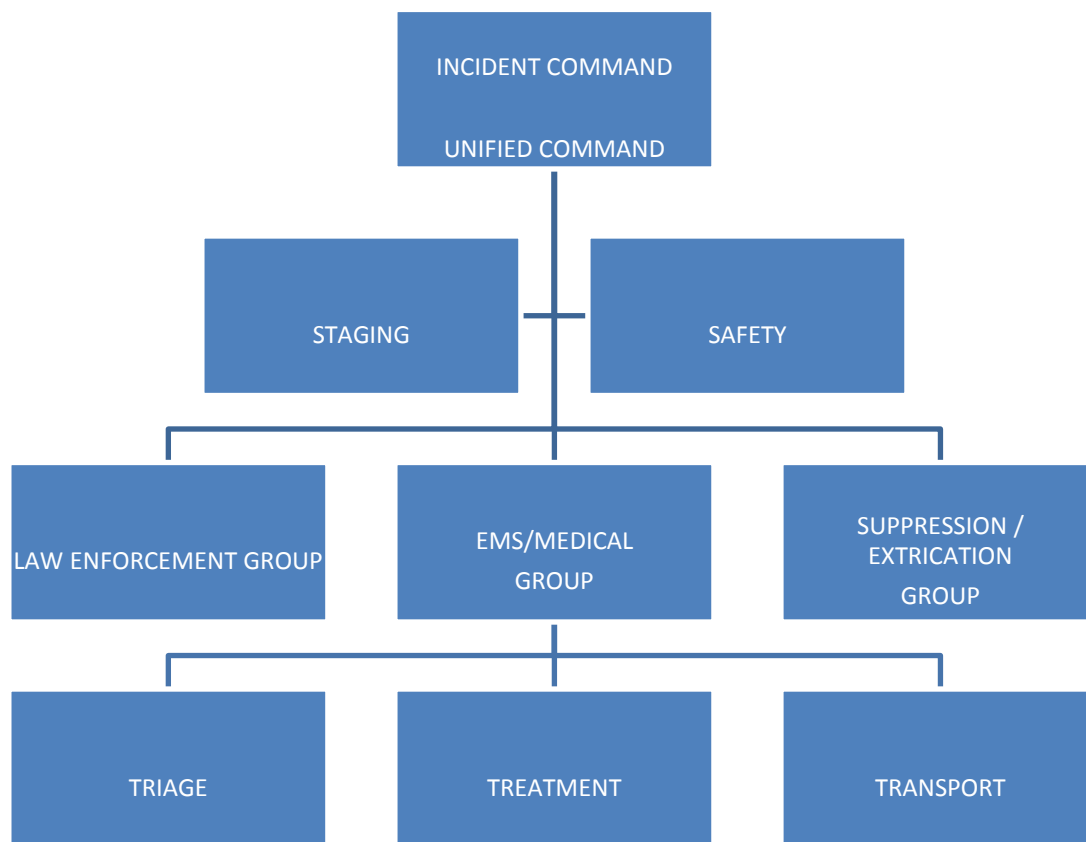 INCIDENT COMMAND
UNIFIED COMMAND
STAGING
SAFETY
LAW ENFORCEMENT GROUP
EMS/MEDICAL
GROUP
SUPPRESSION /
EXTRICATION
GROUP
TRIAGE
TREATMENT
TRANSPORT